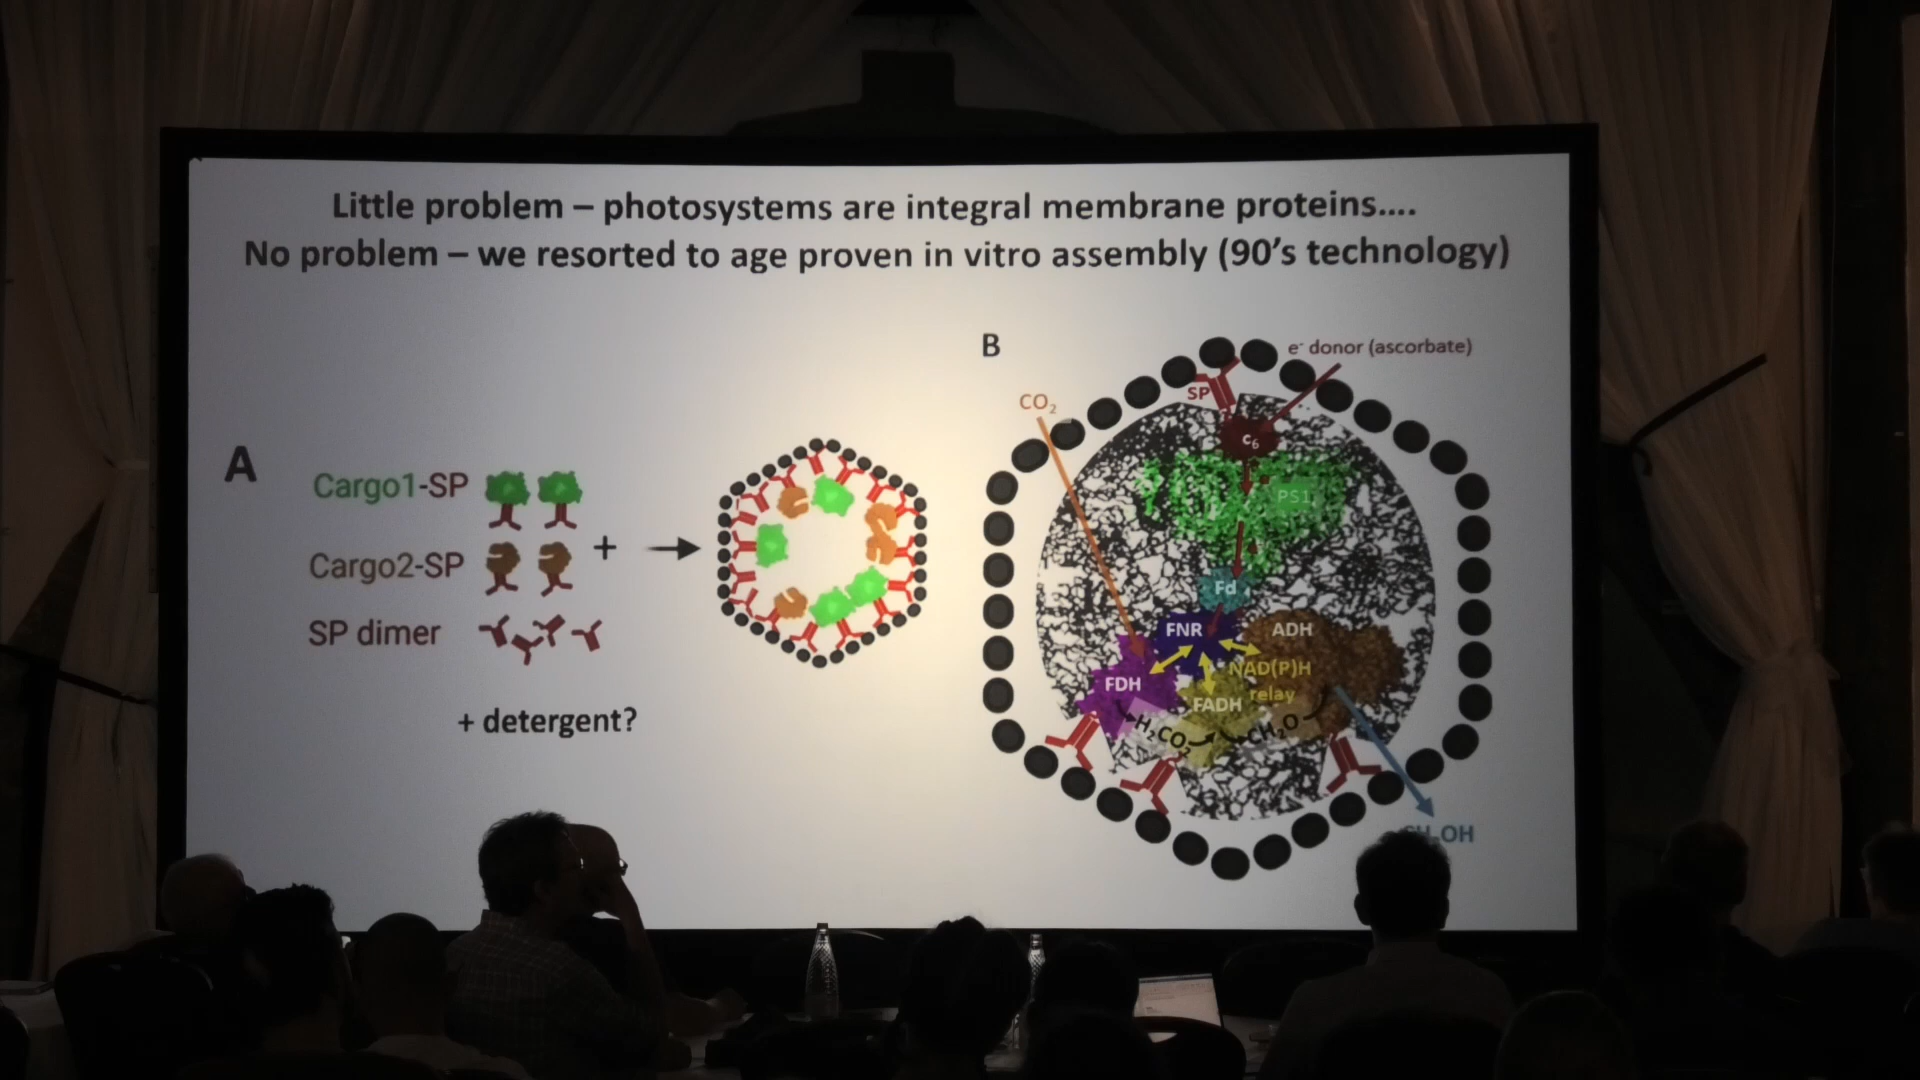 Little problem – photosystems are integral membrane proteins....
No problem – we resorted to age proven in vitro assembly (90's technology)
A
Cargo1-SP
Cargo2-SP
SP dimer
+
+ detergent?
B
e⁻ donor (ascorbate)
CO₂
SP
c₆
PS1
Fd
FNR
ADH
NAD(P)H
relay
FDH
FADH
H₂CO₂
CH₂O